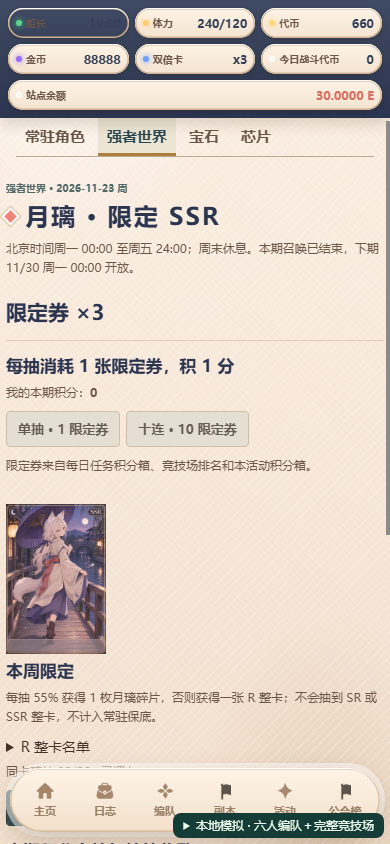 船长 Lv.60
体力 240/120
代币 660
金币 88888
双倍卡 x3
今日战斗代币 0
站点余额 30.0000 E
常驻角色 强者世界 宝石 芯片
强者世界 • 2026-11-23 周
月璃 • 限定 SSR
北京时间周一 00:00 至周五 24:00；周末休息。本期召唤已结束，下期
11/30 周一 00:00 开放。
限定券 ×3
每抽消耗 1 张限定券，积 1 分
我的本期积分：0
单抽 • 1 限定券
十连 • 10 限定券
限定券来自每日任务积分箱、竞技场排名和本活动积分箱。
SSR
本周限定
每抽 55% 获得 1 枚月璃碎片，否则获得一张 R 整卡；不会抽到 SR 或
SSR 整卡，不计入常驻保底。
▶ R 整卡名单
主页 日志 编队 副本 活动 公会榜
▶ 本地模拟 · 六人编队 + 完整竞技场